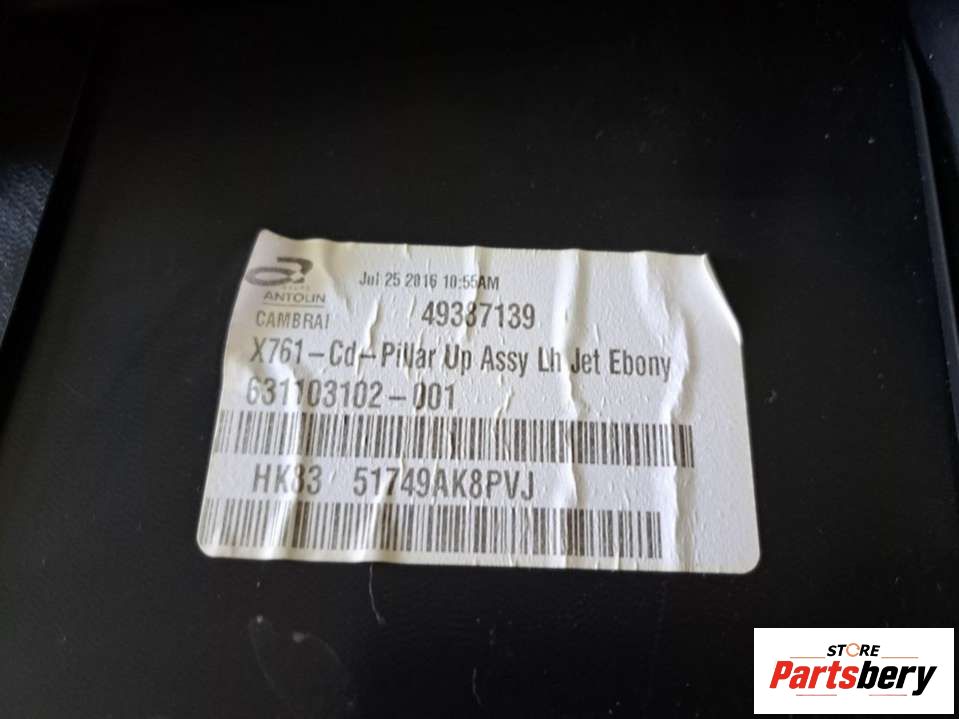 Jul 25 2016 10:55AM
ANTOLIN
CAMBRAI 49387139
X761-Cd-Pillar Up Assy Lh Jet Ebony
631103102-001
HK83 51749AK8PVJ
STORE
Partsbery